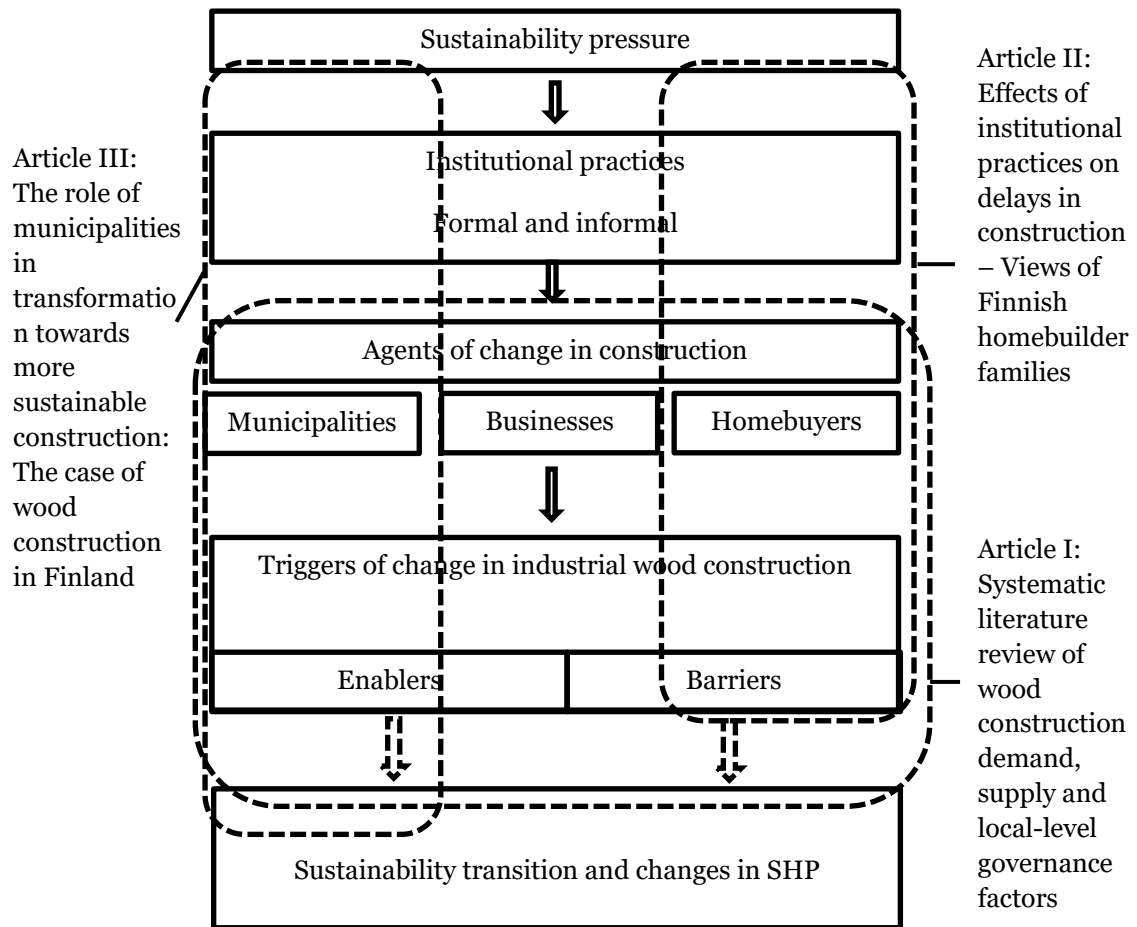 Sustainability pressure
Institutional practices
Formal and informal
Agents of change in construction
Municipalities
Businesses
Homebuyers
Triggers of change in industrial wood construction
Enablers
Barriers
Sustainability transition and changes in SHP
Article III:
The role of
municipalities
in
transformatio
n towards
more
sustainable
construction:
The case of
wood
construction
in Finland
Article II:
Effects of
institutional
practices on
delays in
construction
– Views of
Finnish
homebuilder
families
Article I:
Systematic
literature
review of
wood
construction
demand,
supply and
local-level
governance
factors